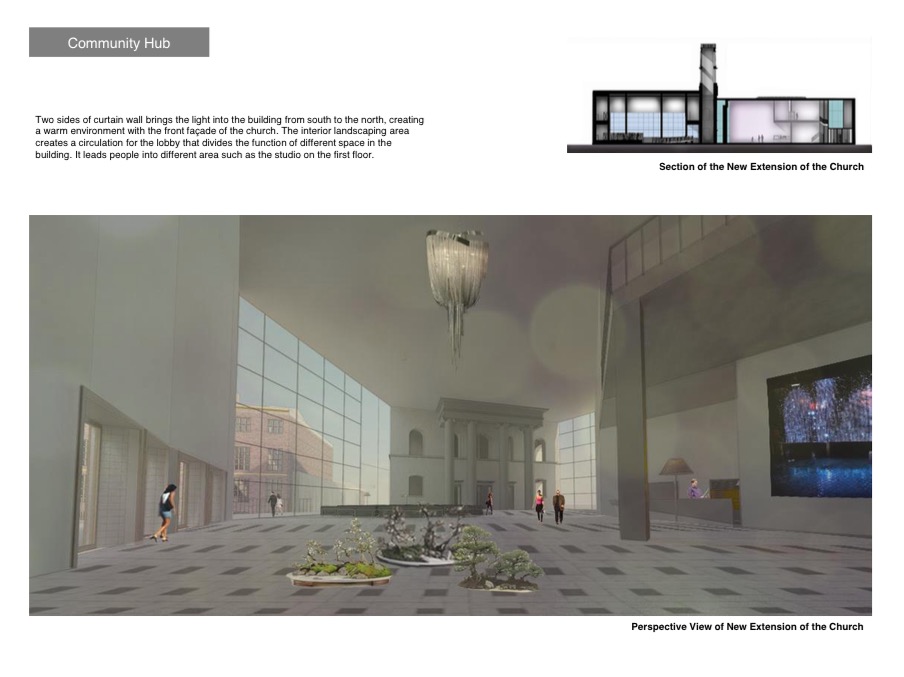 Community Hub
Two sides of curtain wall brings the light into the building from south to the north, creating
a warm environment with the front façade of the church. The interior landscaping area
creates a circulation for the lobby that divides the function of different space in the
building. It leads people into different area such as the studio on the first floor.
Section of the New Extension of the Church
Perspective View of New Extension of the Church